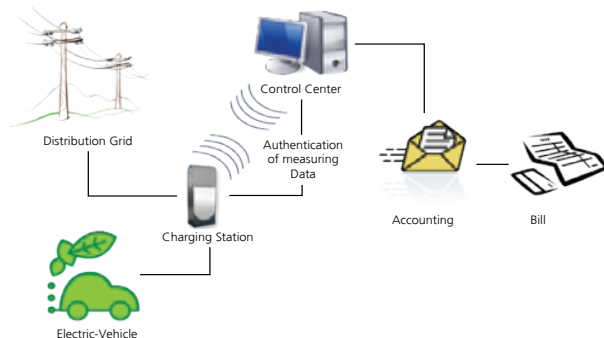 Control Center
Distribution Grid
Authentication
of measuring
Data
Charging Station
Accounting
Bill
Electric-Vehicle